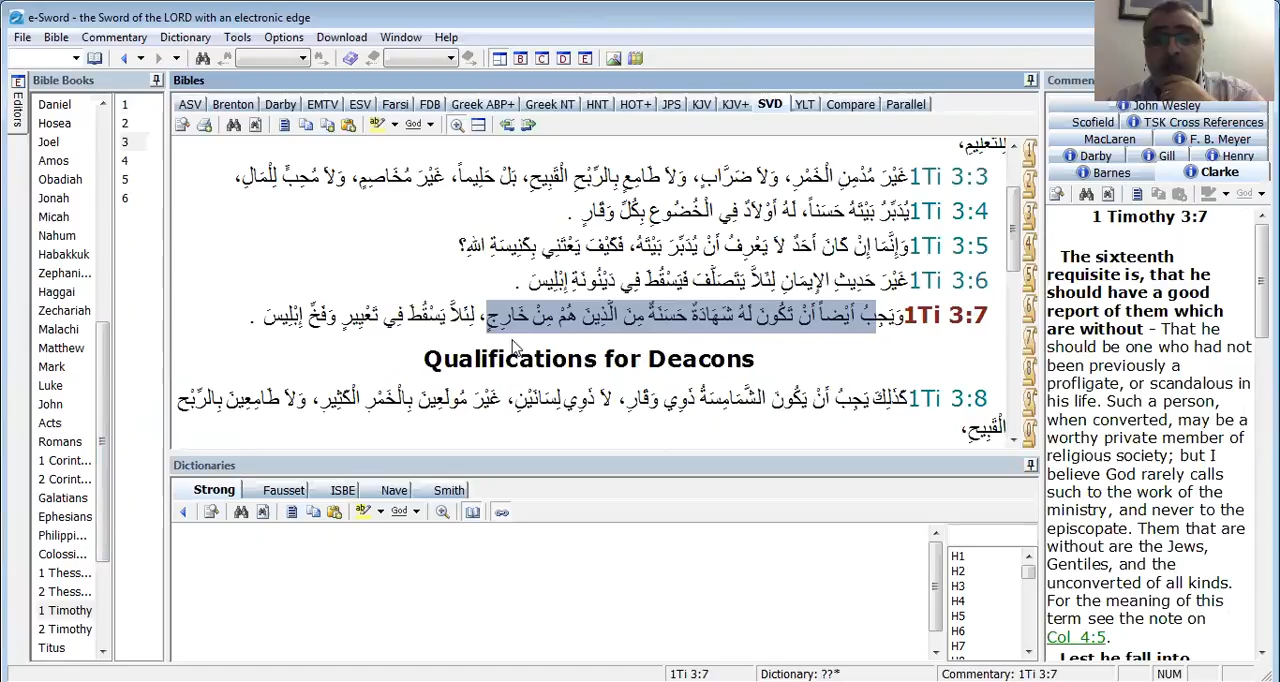 e-Sword - the Sword of the LORD with an electronic edge
File Bible Commentary Dictionary Tools Options Download Window Help
Bible Books
Daniel
Hosea
Joel
Amos
Obadiah
Jonah
Micah
Nahum
Habakkuk
Zephani...
Haggai
Zechariah
Malachi
Matthew
Mark
Luke
John
Acts
Romans
1 Corint...
2 Corint...
Galatians
Ephesians
Philippi...
Colossi...
1 Thess...
2 Thess...
1 Timothy
2 Timothy
Titus
1
2
3
4
5
6
Editors
Bibles
ASV Brenton Darby EMTV ESV Farsi FDB Greek ABP+ Greek NT HNT HOT+ JPS KJV KJV+ SVD YLT Compare Parallel
God
لِلتَّعْلِيمِ،
1Ti 3:3 غَيْرَ مُدْمِنِ الْخَمْرِ، وَلاَ ضَرَّابٍ، وَلاَ طَامِعٍ بِالرِّبْحِ الْقَبِيحِ، بَلْ حَلِيماً، غَيْرَ مُخَاصِمٍ، وَلاَ مُحِبٍّ لِلْمَالِ،
1Ti 3:4 يُدَبِّرُ بَيْتَهُ حَسَناً، لَهُ أَوْلاَدٌ فِي الْخُضُوعِ بِكُلِّ وَقَارٍ .
1Ti 3:5 وَإِنَّمَا إِنْ كَانَ أَحَدٌ لاَ يَعْرِفُ أَنْ يُدَبِّرَ بَيْتَهُ، فَكَيْفَ يَعْتَنِي بِكَنِيسَةِ اللهِ؟
1Ti 3:6 غَيْرَ حَدِيثِ الإِيمَانِ لِئَلاَّ يَتَصَلَّفَ فَيَسْقُطَ فِي دَيْنُونَةِ إِبْلِيسَ .
1Ti 3:7 وَيَجِبُ أَيْضاً أَنْ تَكُونَ لَهُ شَهَادَةٌ حَسَنَةٌ مِنَ الَّذِينَ هُمْ مِنْ خَارِجٍ، لِئَلاَّ يَسْقُطَ فِي تَعْيِيرٍ وَفَخِّ إِبْلِيسَ .
Qualifications for Deacons
1Ti 3:8 كَذَلِكَ يَجِبُ أَنْ يَكُونَ الشَّمَامِسَةُ ذَوِي وَقَارٍ، لاَ ذَوِي لِسَانَيْنِ، غَيْرَ مُولَعِينَ بِالْخَمْرِ الْكَثِيرِ، وَلاَ طَامِعِينَ بِالرِّبْحِ
الْقَبِيحِ،
Dictionaries
Strong Fausset ISBE Nave Smith
God
H1
H2
H3
H4
H5
H6
H7
Commen
John Wesley
Scofield TSK Cross References
MacLaren F. B. Meyer
Darby Gill Henry
Barnes Clarke
God
1 Timothy 3:7
The sixteenth
requisite is, that he
should have a good
report of them which
are without - That he
should be one who had not
been previously a
profligate, or scandalous in
his life. Such a person,
when converted, may be a
worthy private member of
religious society; but I
believe God rarely calls
such to the work of the
ministry, and never to the
episcopate. Them that are
without are the Jews,
Gentiles, and the
unconverted of all kinds.
For the meaning of this
term see the note on
Col_4:5.
Lest he fall into
1Ti 3:7 Dictionary: ??* Commentary: 1Ti 3:7 NUM